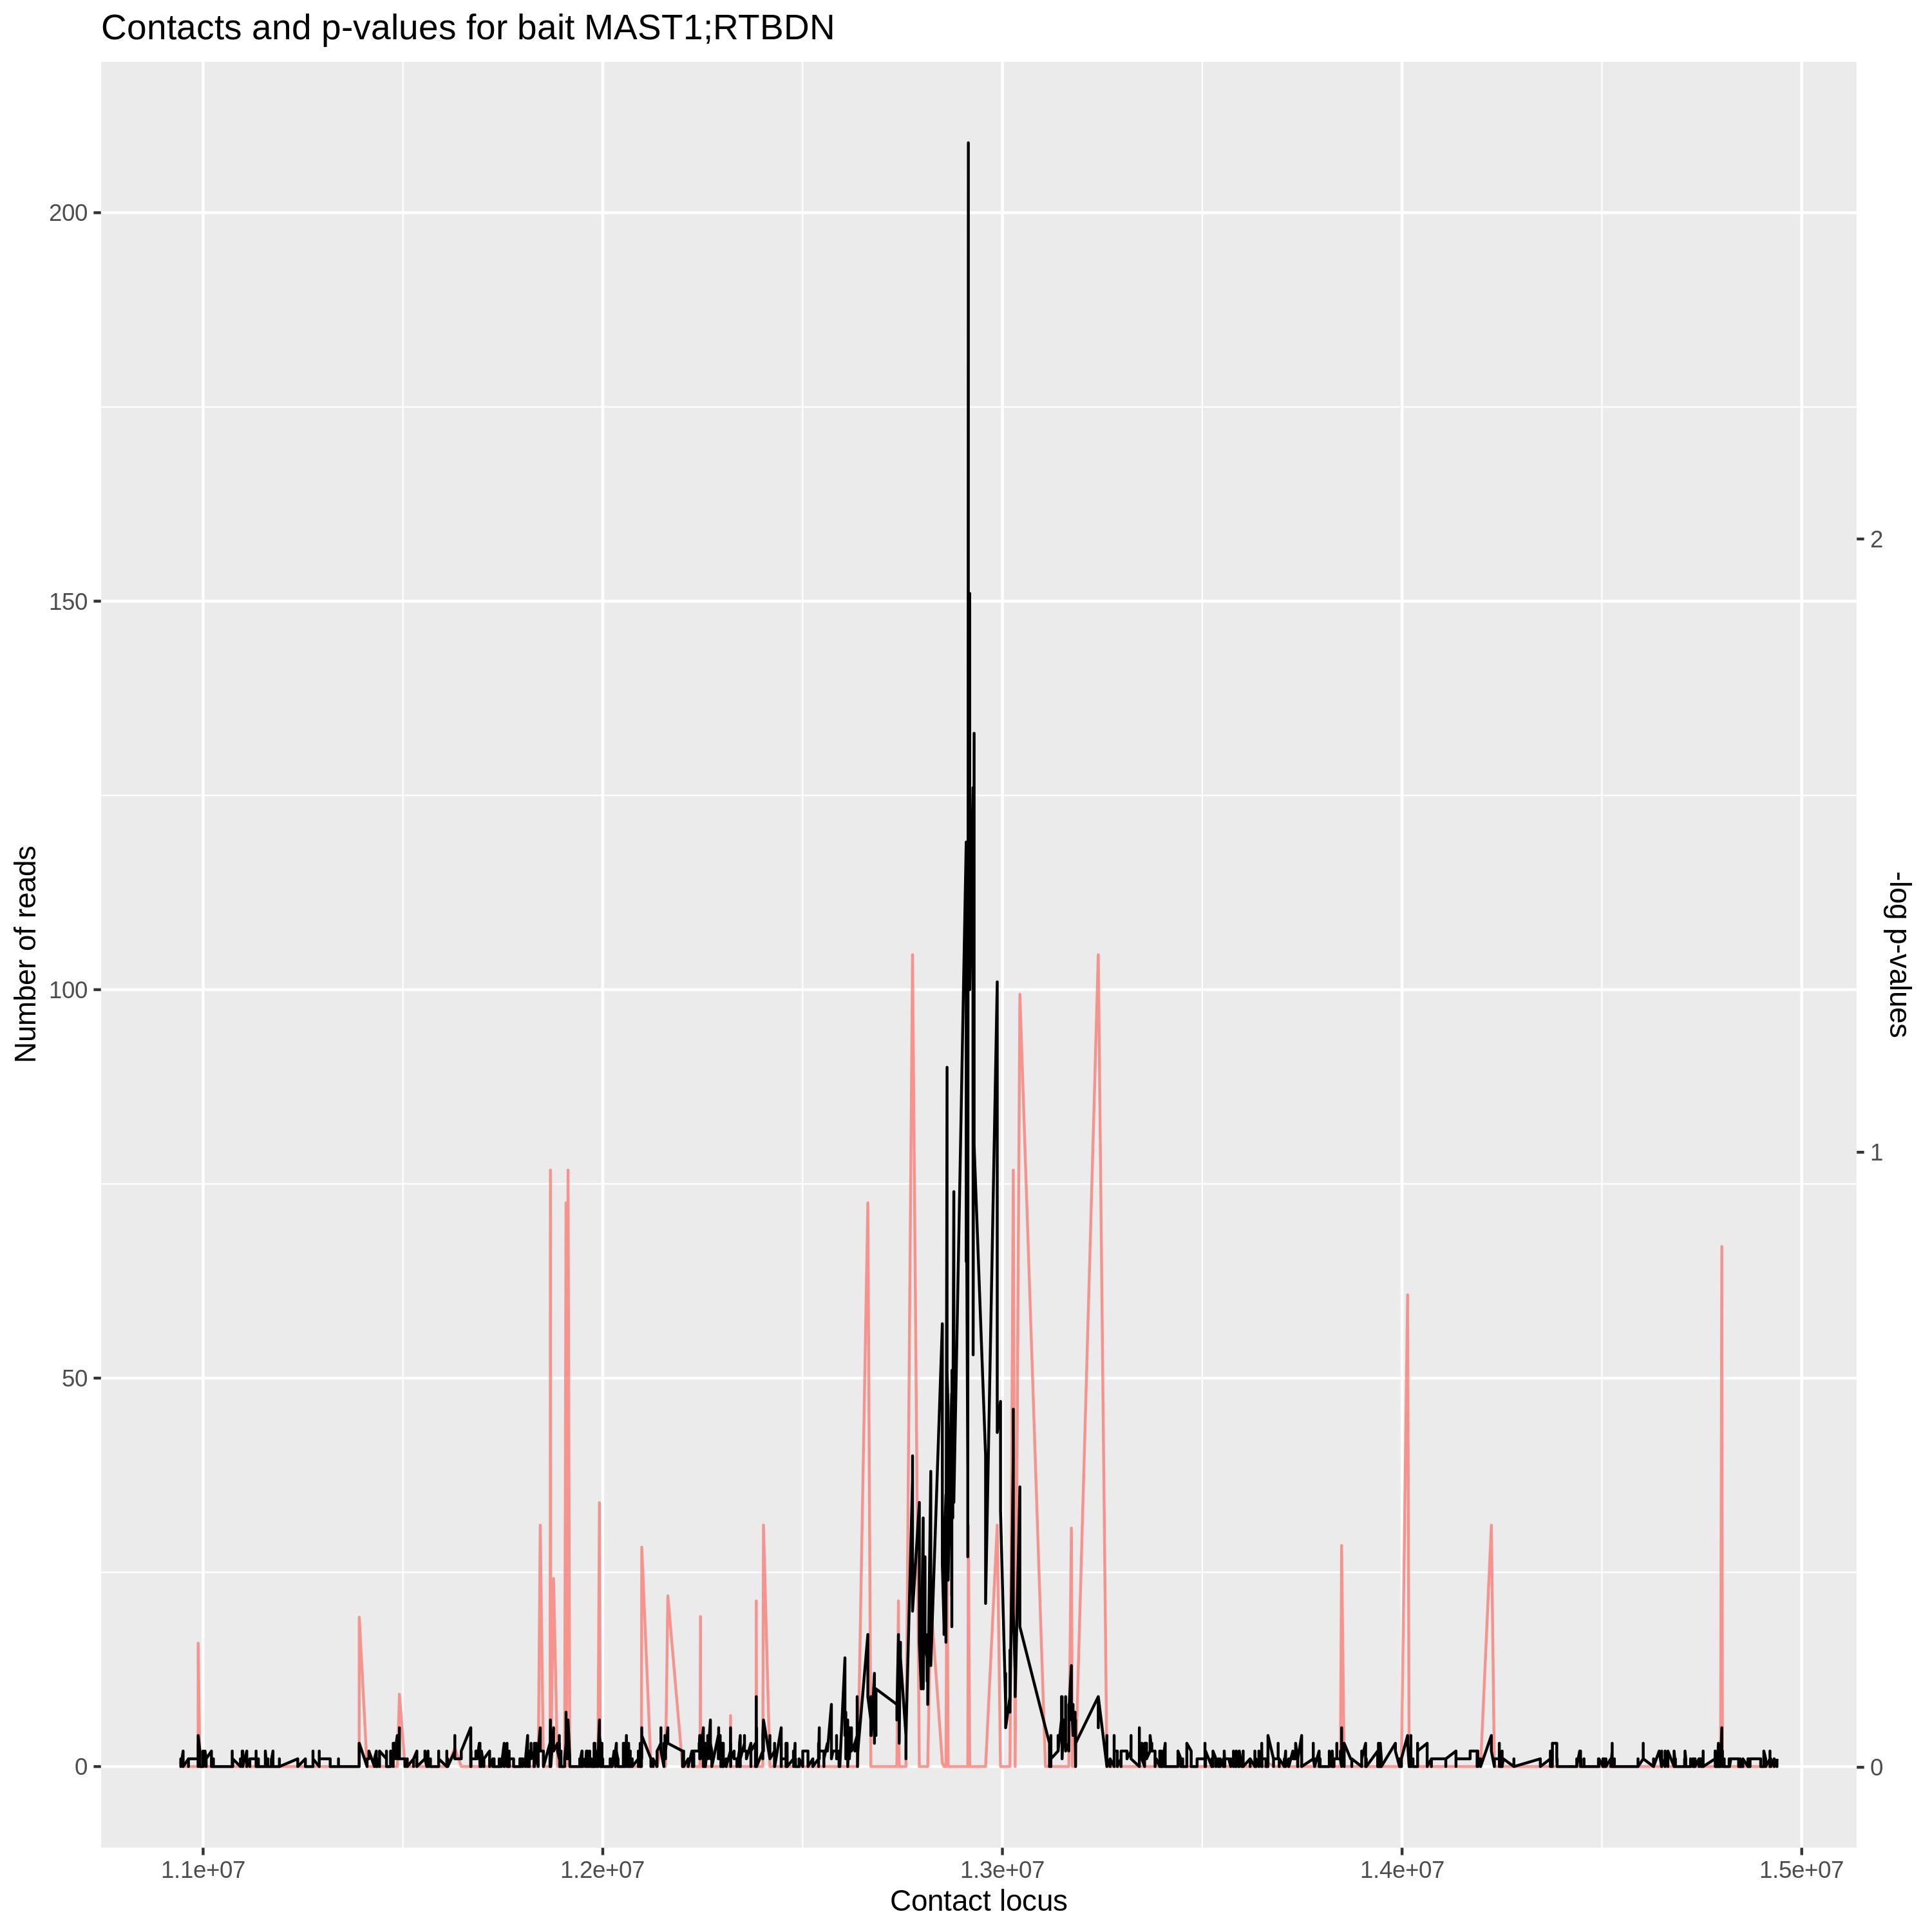 Contacts and p-values for bait MAST1;RTBDN
Number of reads
200
150
100
50
0
2
1
0
-log p-values
1.1e+07 1.2e+07 1.3e+07 1.4e+07 1.5e+07
Contact locus